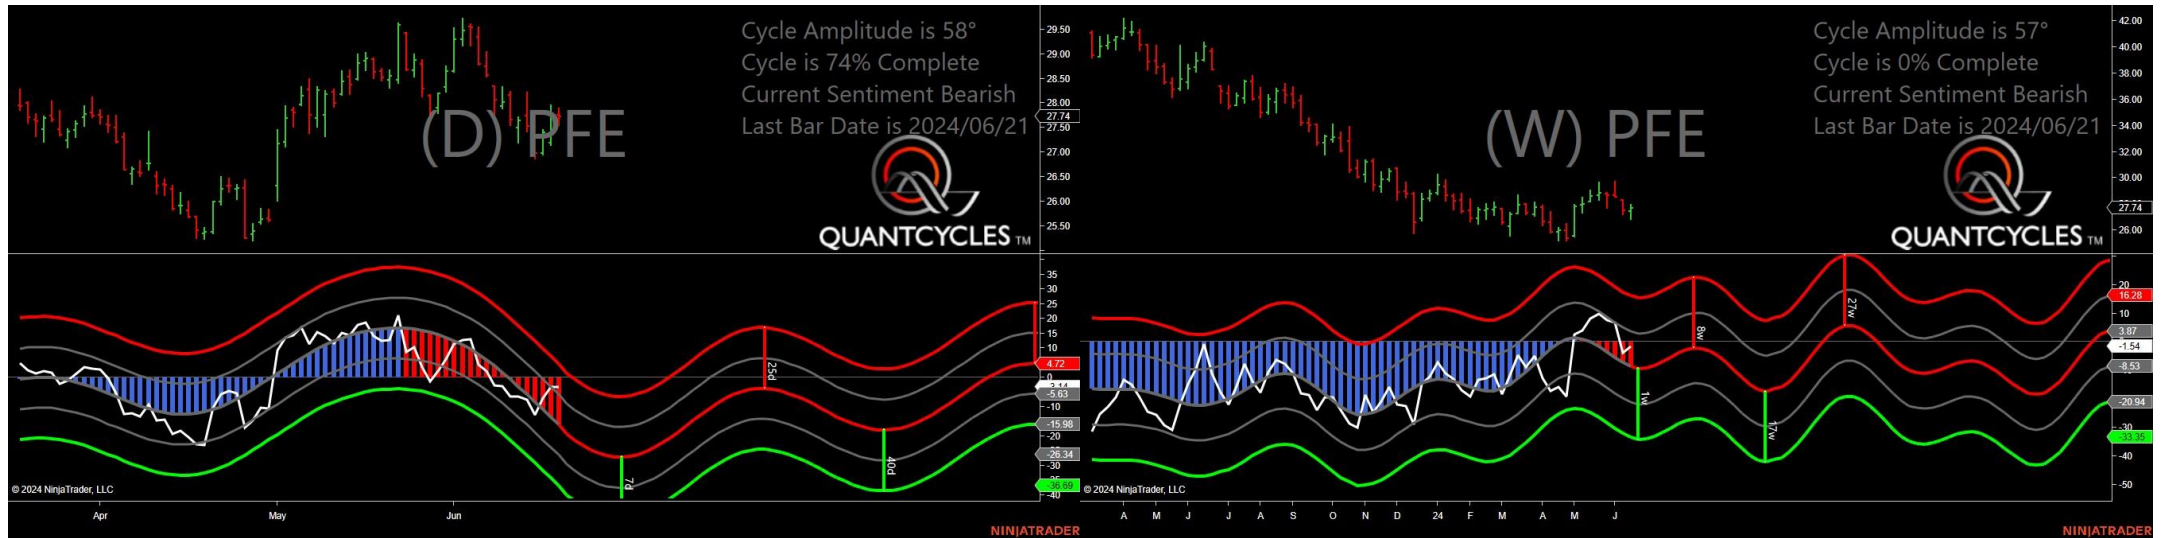 Cycle Amplitude is 58°
Cycle is 74% Complete
Current Sentiment Bearish
Last Bar Date is 2024/06/21
(D) PFE
QUANTCYCLES TM
29.50
29.00
28.50
28.00
27.74
27.50
27.00
26.50
26.00
25.50
35
30
25
20
15
10
4.72
0
-5.63
-10
-15.98
-20
-26.34
-30
-36.69
-40
25d
40d
7d
© 2024 NinjaTrader, LLC
Apr
May
Jun
NINJATRADER
Cycle Amplitude is 57°
Cycle is 0% Complete
Current Sentiment Bearish
Last Bar Date is 2024/06/21
(W) PFE
QUANTCYCLES TM
42.00
40.00
38.00
36.00
34.00
32.00
30.00
27.74
26.00
20
16.28
10
3.87
-1.54
-8.53
-20.94
-30
-33.35
-40
-50
8w
27w
1w
17w
© 2024 NinjaTrader, LLC
A M J J A S O N D 24 F M A M J
NINJATRADER